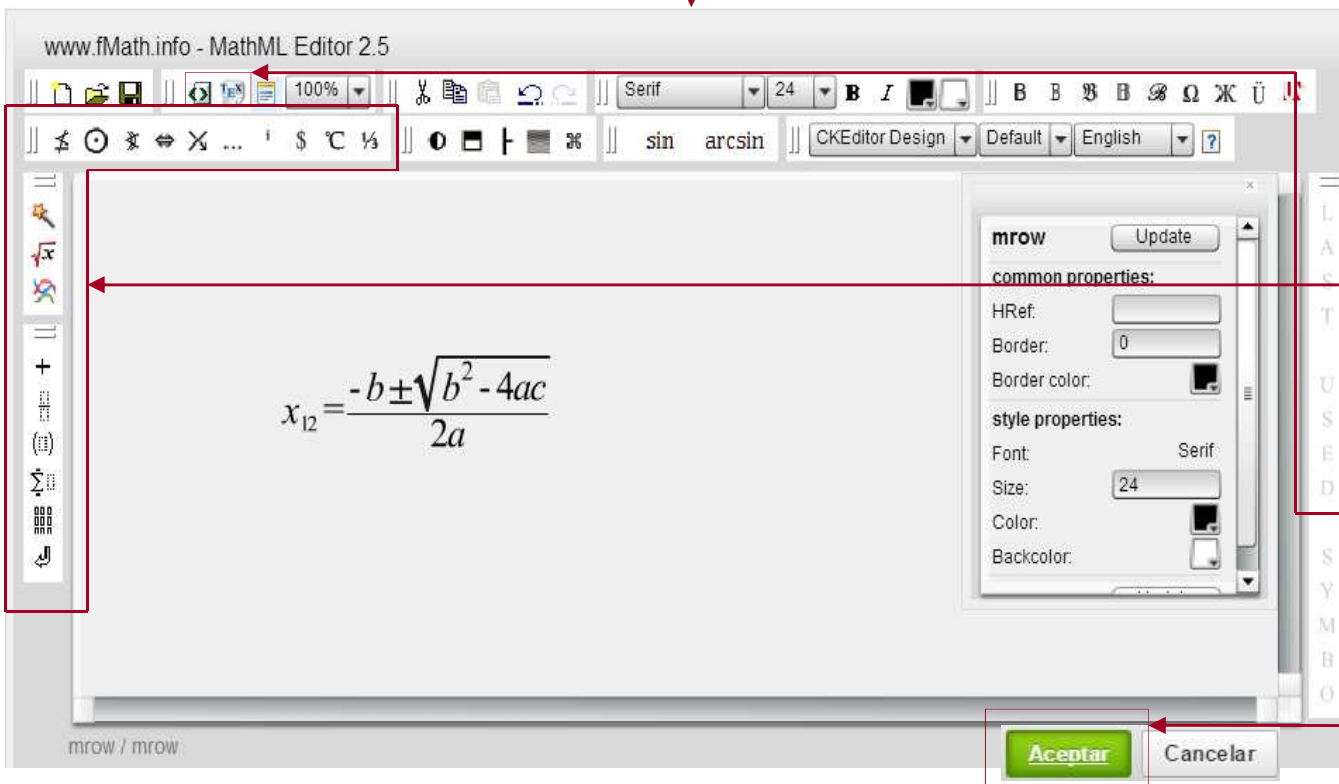 www.fMath.info - MathML Editor 2.5
TEX 100% Serif 24 B I B B B B B Ω Ж Ü
... i $ ℃ ⅓ ⌘ sin arcsin CKEditor Design Default English ?
mrow Update
common properties:
HRef:
Border: 0
Border color:
style properties:
Font: Serif
Size: 24
Color:
Backcolor:
√x
+
Σ
x12 = -b ± √b² - 4ac / 2a
L
A
S
T
U
S
E
D
S
Y
M
B
O
mrow / mrow
Aceptar Cancelar